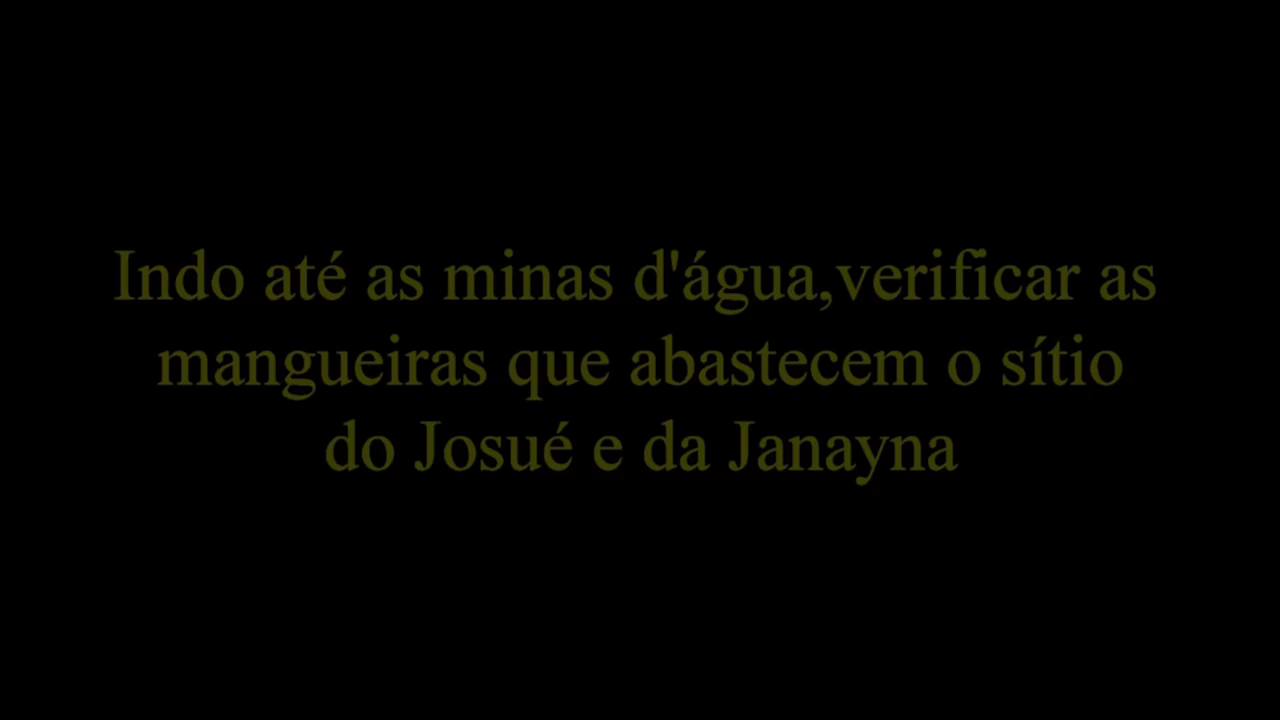 Indo até as minas d'água,verificar as
mangueiras que abastecem o sítio
do Josué e da Janayna